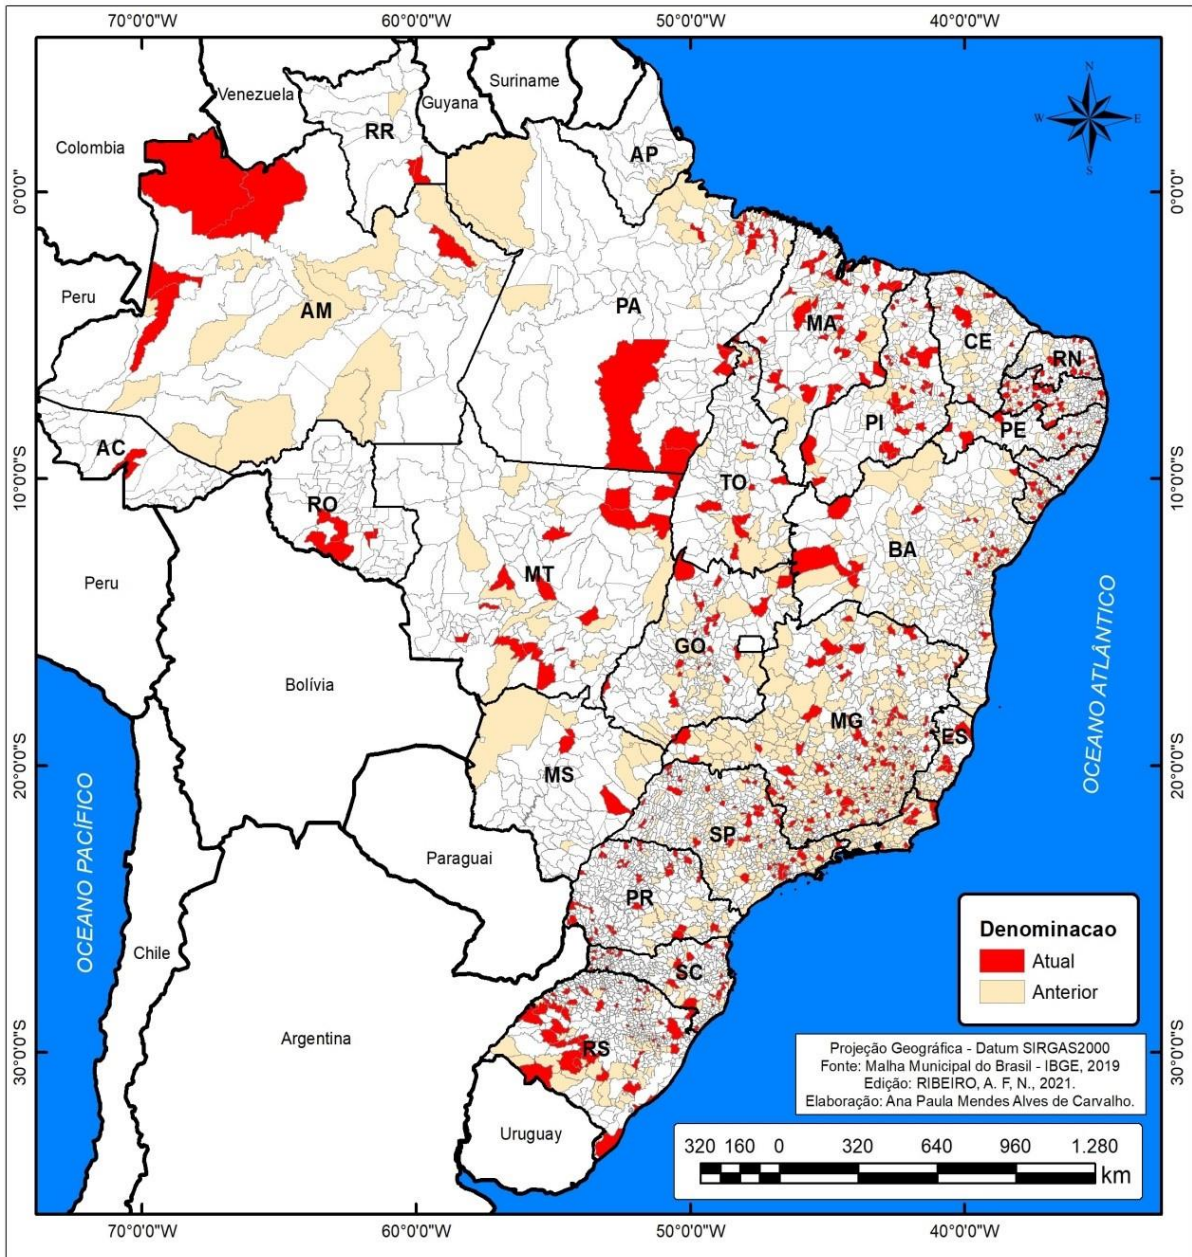 70°0'0"W 60°0'0"W 50°0'0"W 40°0'0"W
Venezuela
Suriname
Guyana
Colombia
RR
AP
N
W E
S
0°0'0" 0°0'0"
Peru
AM
PA
MA
CE
RN
PI
PE
AC
TO
10°0'0"S 10°0'0"S
RO
BA
MT
Peru
GO
Bolívia
MG
ES
OCEANO ATLÂNTICO
20°0'0"S 20°0'0"S
MS
SP
Paraguai
PR
OCEANO PACÍFICO
Chile
SC
Denominacao
Atual
Anterior
Argentina
RS
30°0'0"S 30°0'0"S
Projeção Geográfica - Datum SIRGAS2000
Fonte: Malha Municipal do Brasil - IBGE, 2019
Edição: RIBEIRO, A. F, N., 2021.
Elaboração: Ana Paula Mendes Alves de Carvalho.
Uruguay
320 160 0 320 640 960 1.280
km
70°0'0"W 60°0'0"W 50°0'0"W 40°0'0"W